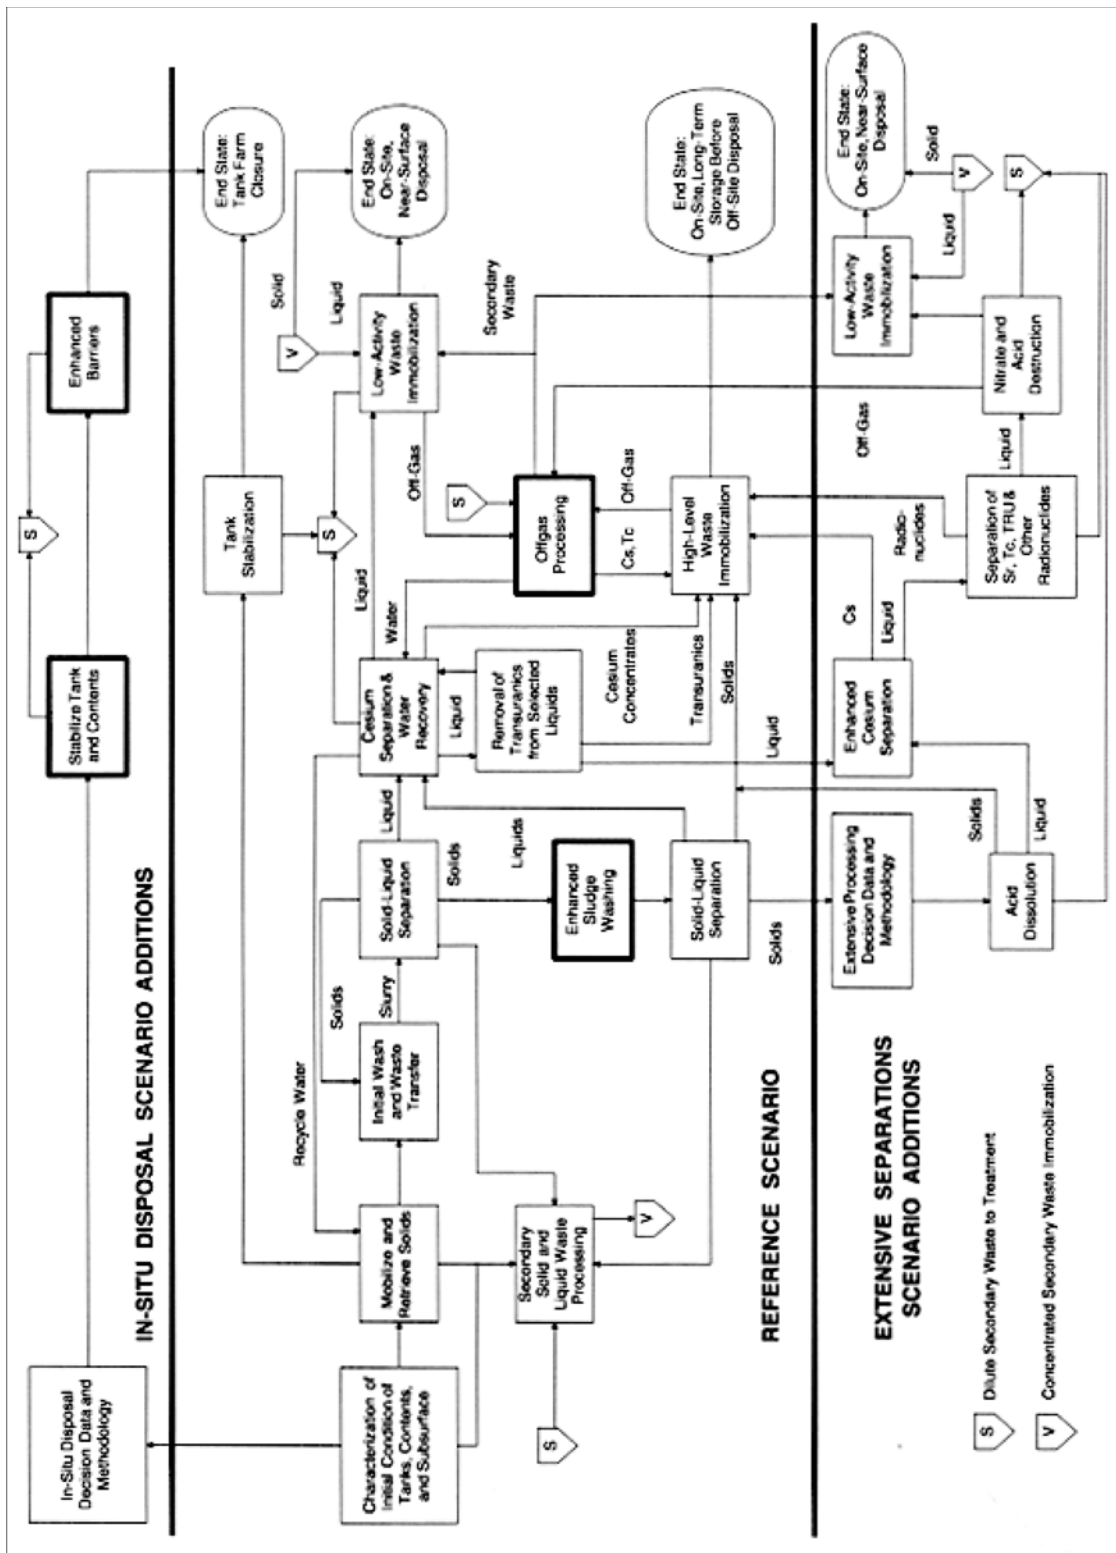 In-Situ Disposal
Decision Data and
Methodology
Stabilize Tank
and Contents
S
Enhanced
Barriers
IN-SITU DISPOSAL SCENARIO ADDITIONS
Tank
Stabilization
End State:
Tank Farm
Closure
Recycle Water
Solids
Liquid
S
V
Solid
Liquid
Characterization of
Initial Condition of
Tanks, Contents,
and Subsurface
Mobilize and
Retrieve Solids
Initial Wash
and Waste
Transfer
Slurry
Solid-Liquid
Separation
Liquid
Cesium
Separation &
Water
Recovery
Water
Low-Activity
Waste
Immobilization
End State:
On-Site,
Near-Surface
Disposal
Off-Gas
Solids
Liquid
Removal of
Transuranics
from Selected
Liquids
S
Secondary
Waste
Secondary
Solid and
Liquid Waste
Processing
S
V
Liquids
Enhanced
Sludge
Washing
Offgas
Processing
Cesium
Concentrates
Cs, Tc
Off-Gas
Solid-Liquid
Separation
Transuranics
Solids
High-Level
Waste
Immobilization
End State:
On-Site, Long-Term
Storage Before
Off-Site Disposal
REFERENCE SCENARIO
Solids
Liquid
Off-Gas
Radio-
nuclides
EXTENSIVE SEPARATIONS
SCENARIO ADDITIONS
Extensive Processing
Decision Data and
Methodology
Enhanced
Cesium
Separation
Cs
Liquid
Low-Activity
Waste
Immobilization
End State:
On-Site, Near-Surface
Disposal
Solid
Liquid
V
Solids
Liquid
Acid
Dissolution
Separation of
Sr, Tc, TRU &
Other
Radionuclides
Liquid
Nitrate and
Acid
Destruction
S
S
Dilute Secondary Waste to Treatment
V
Concentrated Secondary Waste Immobilization